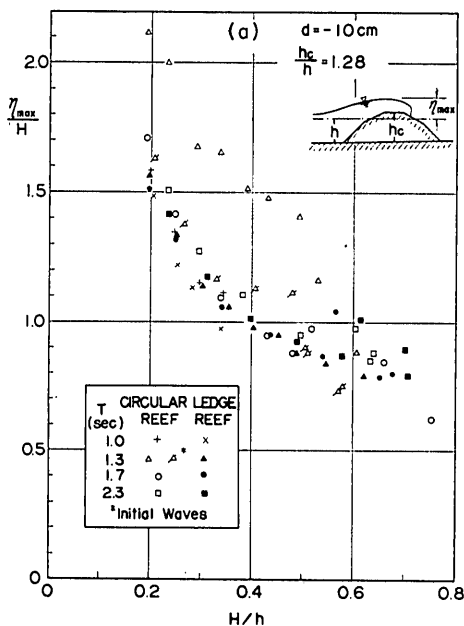 (a) d = -10cm
hc/h = 1.28
ηmax
h
hc
ηmax/H
2.0
1.5
1.0
0.5
0
T (sec) CIRCULAR REEF LEDGE REEF
1.0 + ×
1.3 △ △* ▲
1.7 ○ ●
2.3 □ ■
*Initial Waves
0 0.2 0.4 0.6 0.8
H/h